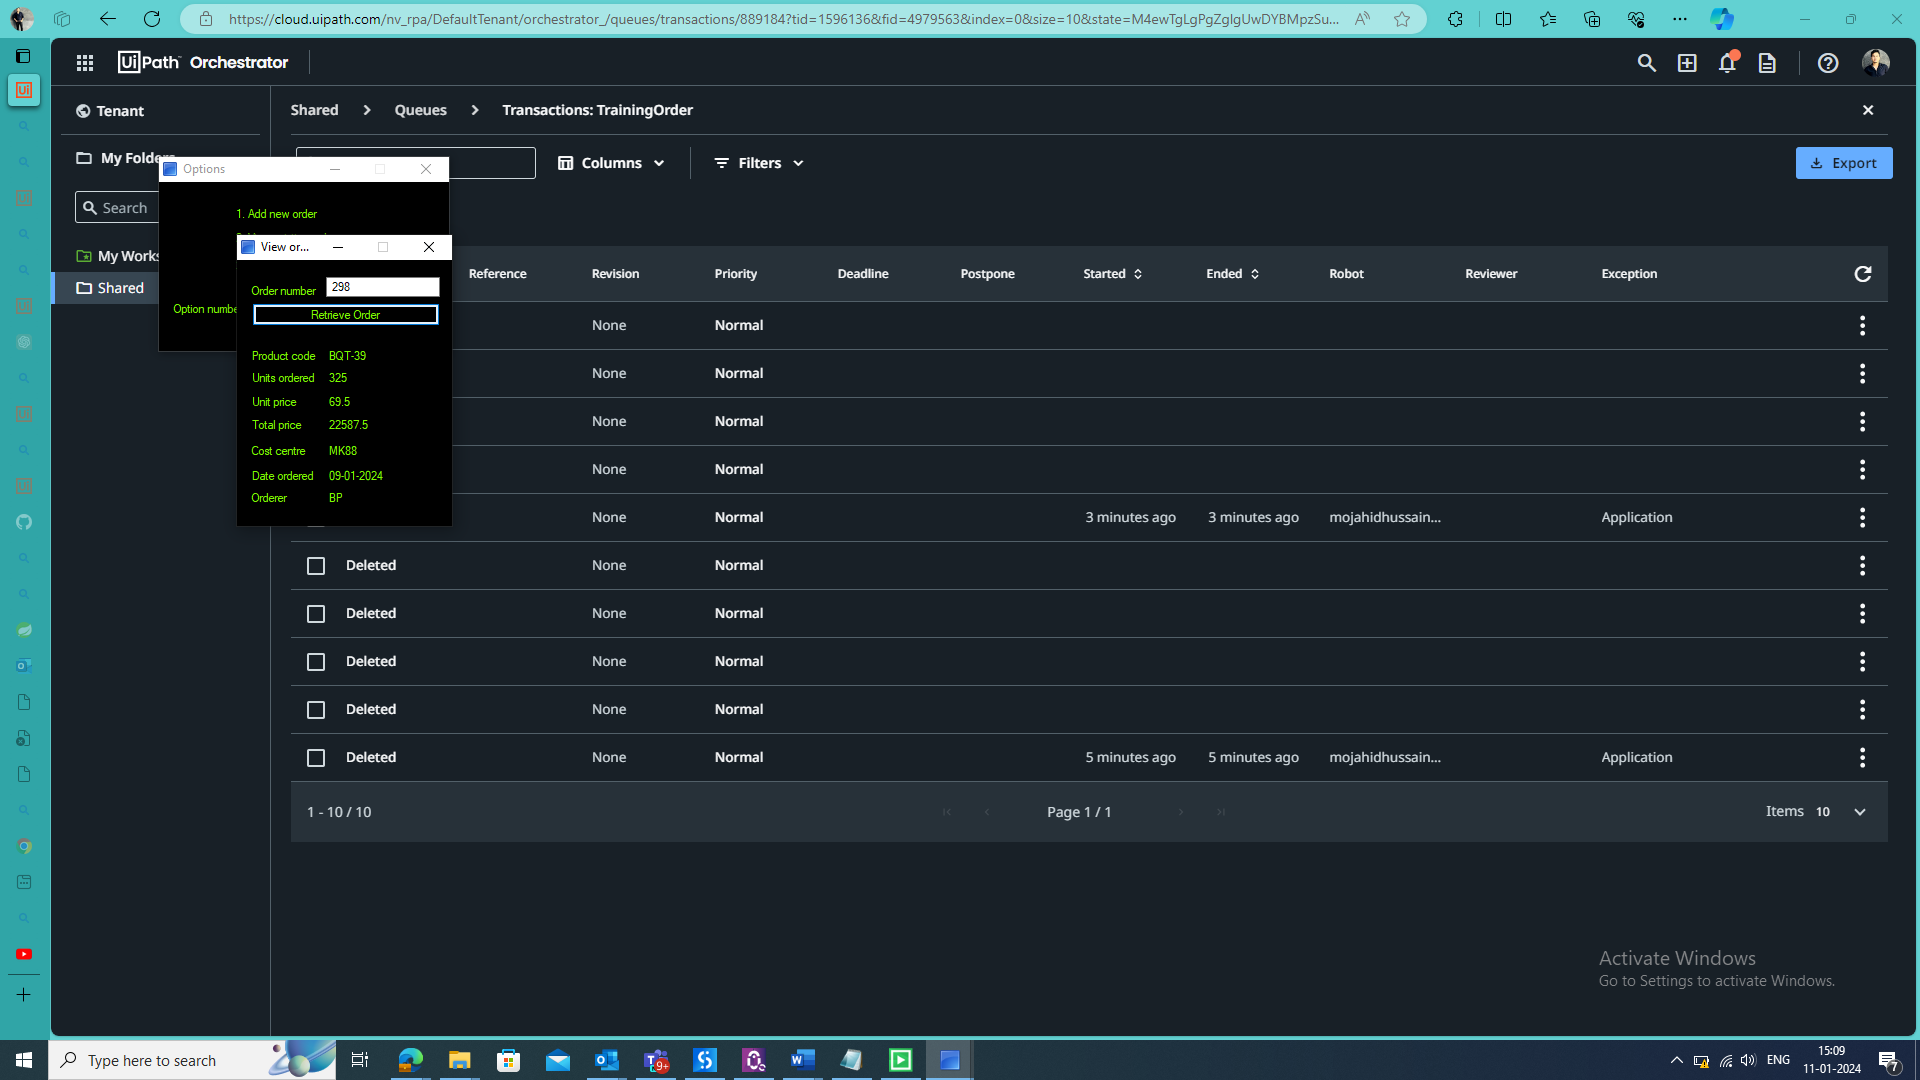 https://cloud.uipath.com/nv_rpa/DefaultTenant/orchestrator_/queues/transactions/889184?tid=1596136&fid=4979563&index=0&size=10&state=M4ewTgLgPgZglgUwDYBMpzSu...
UiPath Orchestrator
Tenant
Shared
Queues
Transactions: TrainingOrder
My Folders
Columns
Filters
Export
Search
My Works
Shared
Options
1. Add new order
Option numbe
View or...
Order number 298
Retrieve Order
Product code BQT-39
Units ordered 325
Unit price 69.5
Total price 22587.5
Cost centre MK88
Date ordered 09-01-2024
Orderer BP
Reference Revision Priority Deadline Postpone Started Ended Robot Reviewer Exception
None Normal
None Normal
None Normal
None Normal
None Normal 3 minutes ago 3 minutes ago mojahidhussain... Application
Deleted None Normal
Deleted None Normal
Deleted None Normal
Deleted None Normal
Deleted None Normal 5 minutes ago 5 minutes ago mojahidhussain... Application
1 - 10 / 10
Page 1 / 1
Items 10
Activate Windows
Go to Settings to activate Windows.
Type here to search
9+
ENG
15:09
11-01-2024
7